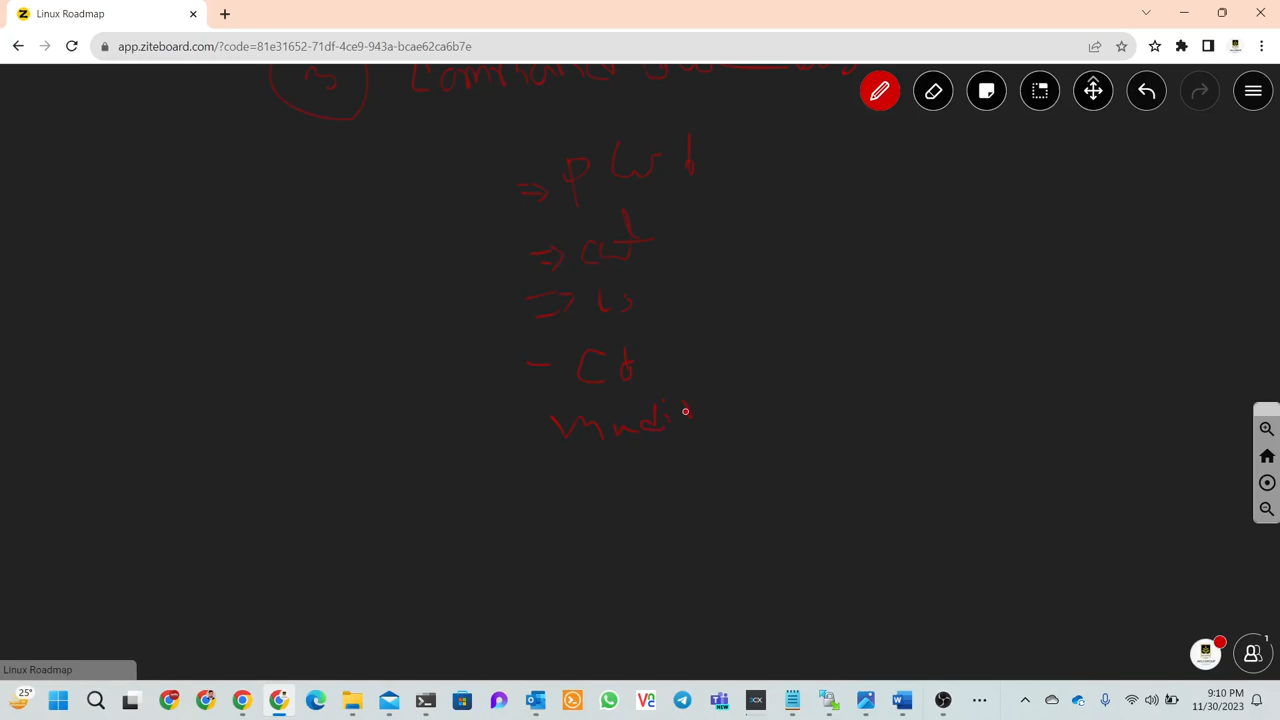 Linux Roadmap
app.ziteboard.com/?code=81e31652-71df-4ce9-943a-bcae62ca6b7e
3
⇒ pwd
⇒ cat
⇒ ls
- cd
1
Linux Roadmap
25°
9:10 PM
11/30/2023